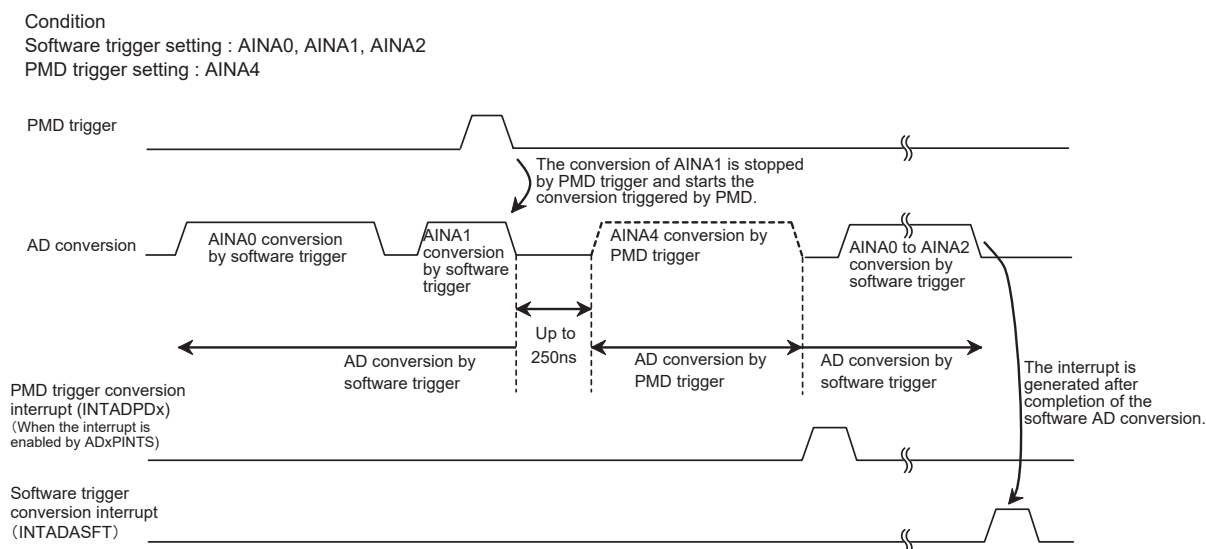 Condition
Software trigger setting : AINA0, AINA1, AINA2
PMD trigger setting : AINA4
PMD trigger
The conversion of AINA1 is stopped
by PMD trigger and starts the
conversion triggered by PMD.
AD conversion
AINA0 conversion
by software trigger
AINA1
conversion
by software
trigger
AINA4 conversion by
PMD trigger
AINA0 to AINA2
conversion by
software trigger
Up to
250ns
AD conversion by
software trigger
AD conversion by
PMD trigger
AD conversion by
software trigger
The interrupt is
generated after
completion of the
software AD conversion.
PMD trigger conversion
interrupt (INTADPDx)
(When the interrupt is
enabled by ADxPINTS)
Software trigger
conversion interrupt
(INTADASFT)